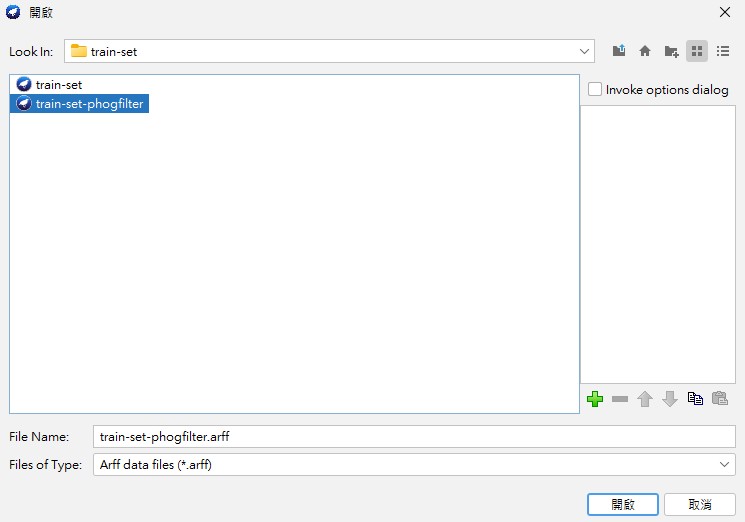 開啟
Look In: train-set
train-set
train-set-phogfilter
Invoke options dialog
File Name: train-set-phogfilter.arff
Files of Type: Arff data files (*.arff)
開啟 取消